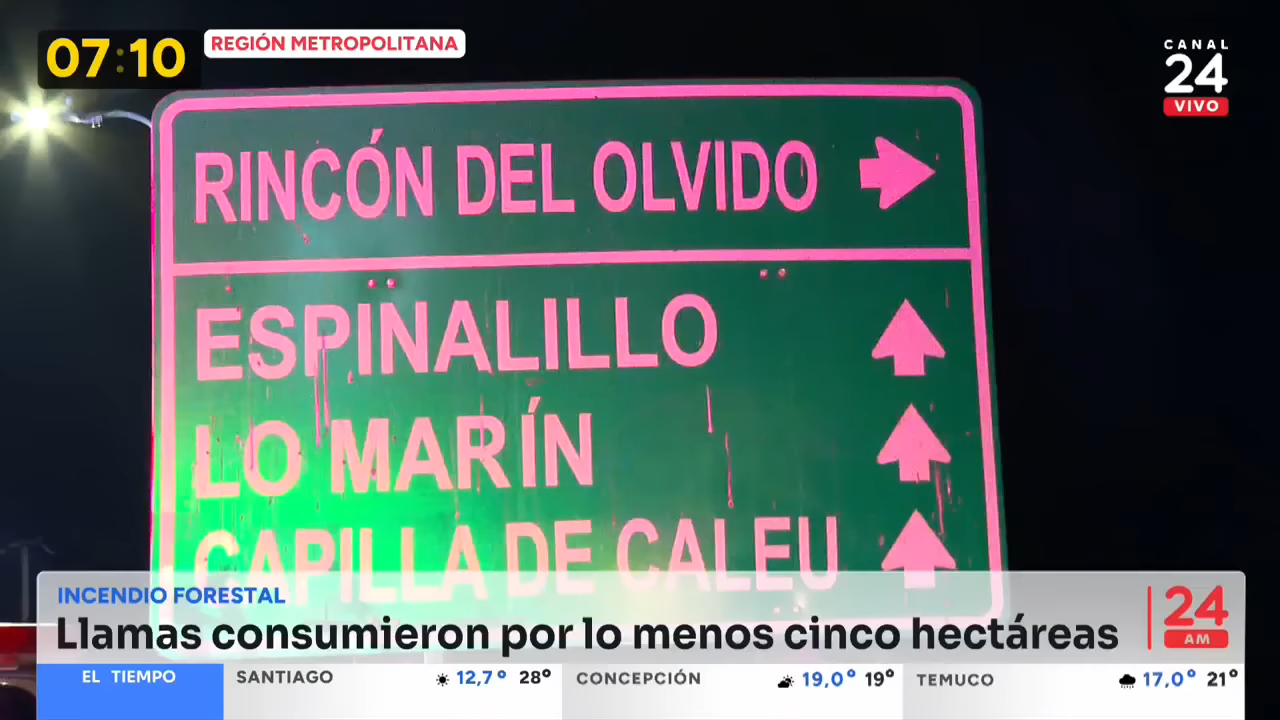 07:10
REGIÓN METROPOLITANA
CANAL
24
VIVO
RINCÓN DEL OLVIDO
ESPINALILLO
LO MARÍN
CAPILLA DE CALEU
INCENDIO FORESTAL
Llamas consumieron por lo menos cinco hectáreas
24
AM
EL TIEMPO
SANTIAGO 12,7° 28°
CONCEPCIÓN 19,0° 19°
TEMUCO 17,0° 21°